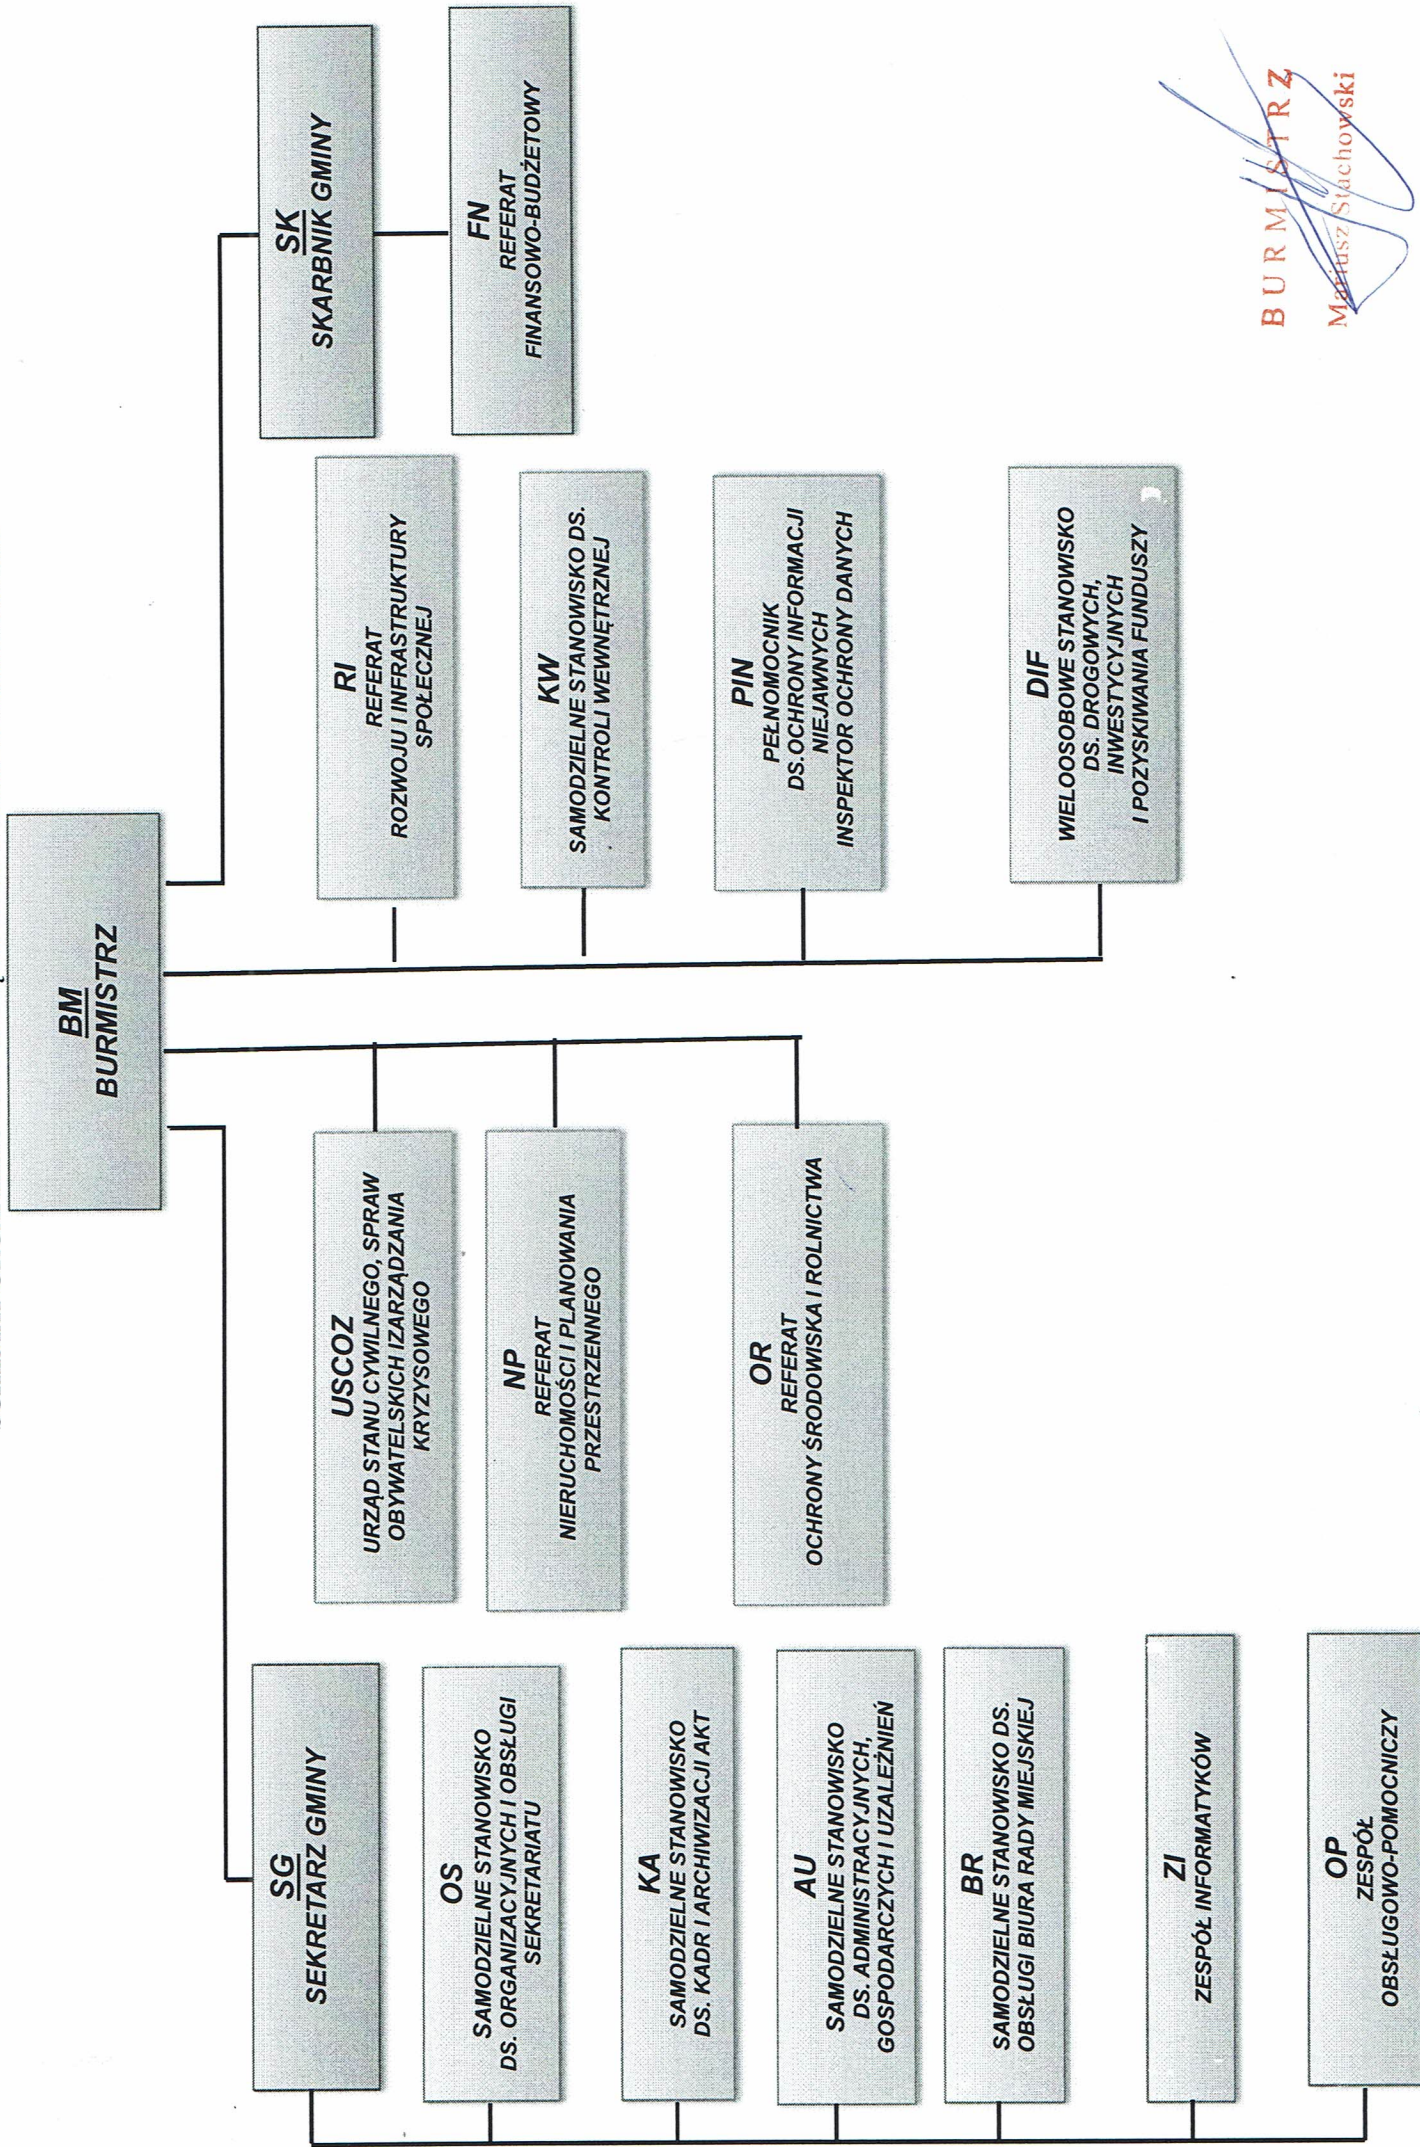 BM
BURMISTRZ
SG
SEKRETARZ GMINY
OS
SAMODZIELNE STANOWISKO
DS. ORGANIZACYJNYCH I OBSŁUGI
SEKRETARIATU
KA
SAMODZIELNE STANOWISKO
DS. KADR I ARCHIWIZACJI AKT
AU
SAMODZIELNE STANOWISKO
DS. ADMINISTRACYJNYCH,
GOSPODARCZYCH I UZALEŻNIEŃ
BR
SAMODZIELNE STANOWISKO DS.
OBSŁUGI BIURA RADY MIEJSKIEJ
ZI
ZESPÓŁ INFORMATYKÓW
OP
ZESPÓŁ
OBSŁUGOWO-POMOCNICZY
USCOZ
URZĄD STANU CYWILNEGO, SPRAW
OBYWATELSKICH IZARZĄDZANIA
KRYZYSOWEGO
NP
REFERAT
NIERUCHOMOŚCI I PLANOWANIA
PRZESTRZENNEGO
OR
REFERAT
OCHRONY ŚRODOWISKA I ROLNICTWA
RI
REFERAT
ROZWOJU I INFRASTRUKTURY
SPOŁECZNEJ
KW
SAMODZIELNE STANOWISKO DS.
KONTROLI WEWNĘTRZNEJ
PIN
PEŁNOMOCNIK
DS.OCHRONY INFORMACJI
NIEJAWNYCH
INSPEKTOR OCHRONY DANYCH
DIF
WIELOOSOBOWE STANOWISKO
DS. DROGOWYCH,
INWESTYCYJNYCH
I POZYSKIWANIA FUNDUSZY
SK
SKARBNIK GMINY
FN
REFERAT
FINANSOWO-BUDŻETOWY
BURMISTRZ
Mariusz Stachowski